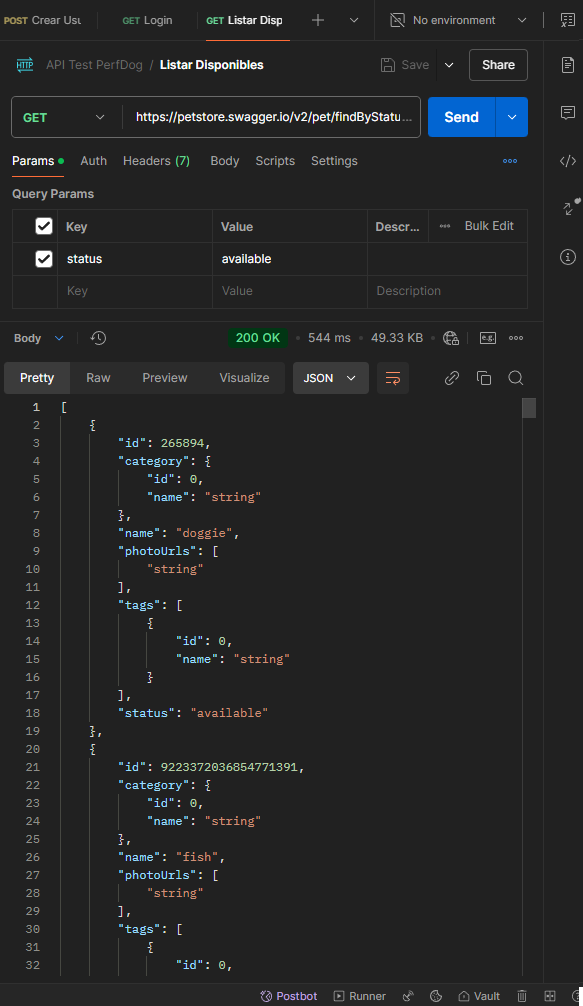 POST Crear Usu
GET Login
GET Listar Disp
No environment
HTTP API Test PerfDog / Listar Disponibles
Save
Share
GET
https://petstore.swagger.io/v2/pet/findByStatu...
Send
Params
Auth
Headers (7)
Body
Scripts
Settings
Query Params
Key Value Descr... Bulk Edit
status available
Key Value Description
Body 200 OK 544 ms 49.33 KB e.g.
Pretty Raw Preview Visualize JSON
1 [
2 {
3 "id": 265894,
4 "category": {
5 "id": 0,
6 "name": "string"
7 },
8 "name": "doggie",
9 "photoUrls": [
10 "string"
11 ],
12 "tags": [
13 {
14 "id": 0,
15 "name": "string"
16 }
17 ],
18 "status": "available"
19 },
20 {
21 "id": 9223372036854771391,
22 "category": {
23 "id": 0,
24 "name": "string"
25 },
26 "name": "fish",
27 "photoUrls": [
28 "string"
29 ],
30 "tags": [
31 {
32 "id": 0,
Postbot Runner Vault